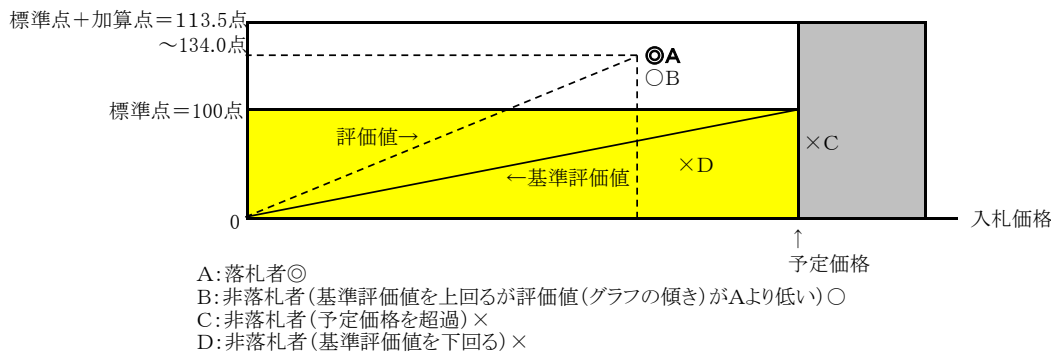 標準点＋加算点＝113.5点
～134.0点
◎A
○B
標準点＝100点
評価値→
×C
×D
←基準評価値
0
入札価格
↑
予定価格
A：落札者◎
B：非落札者（基準評価値を上回るが評価値（グラフの傾き）がAより低い）○
C：非落札者（予定価格を超過）×
D：非落札者（基準評価値を下回る）×